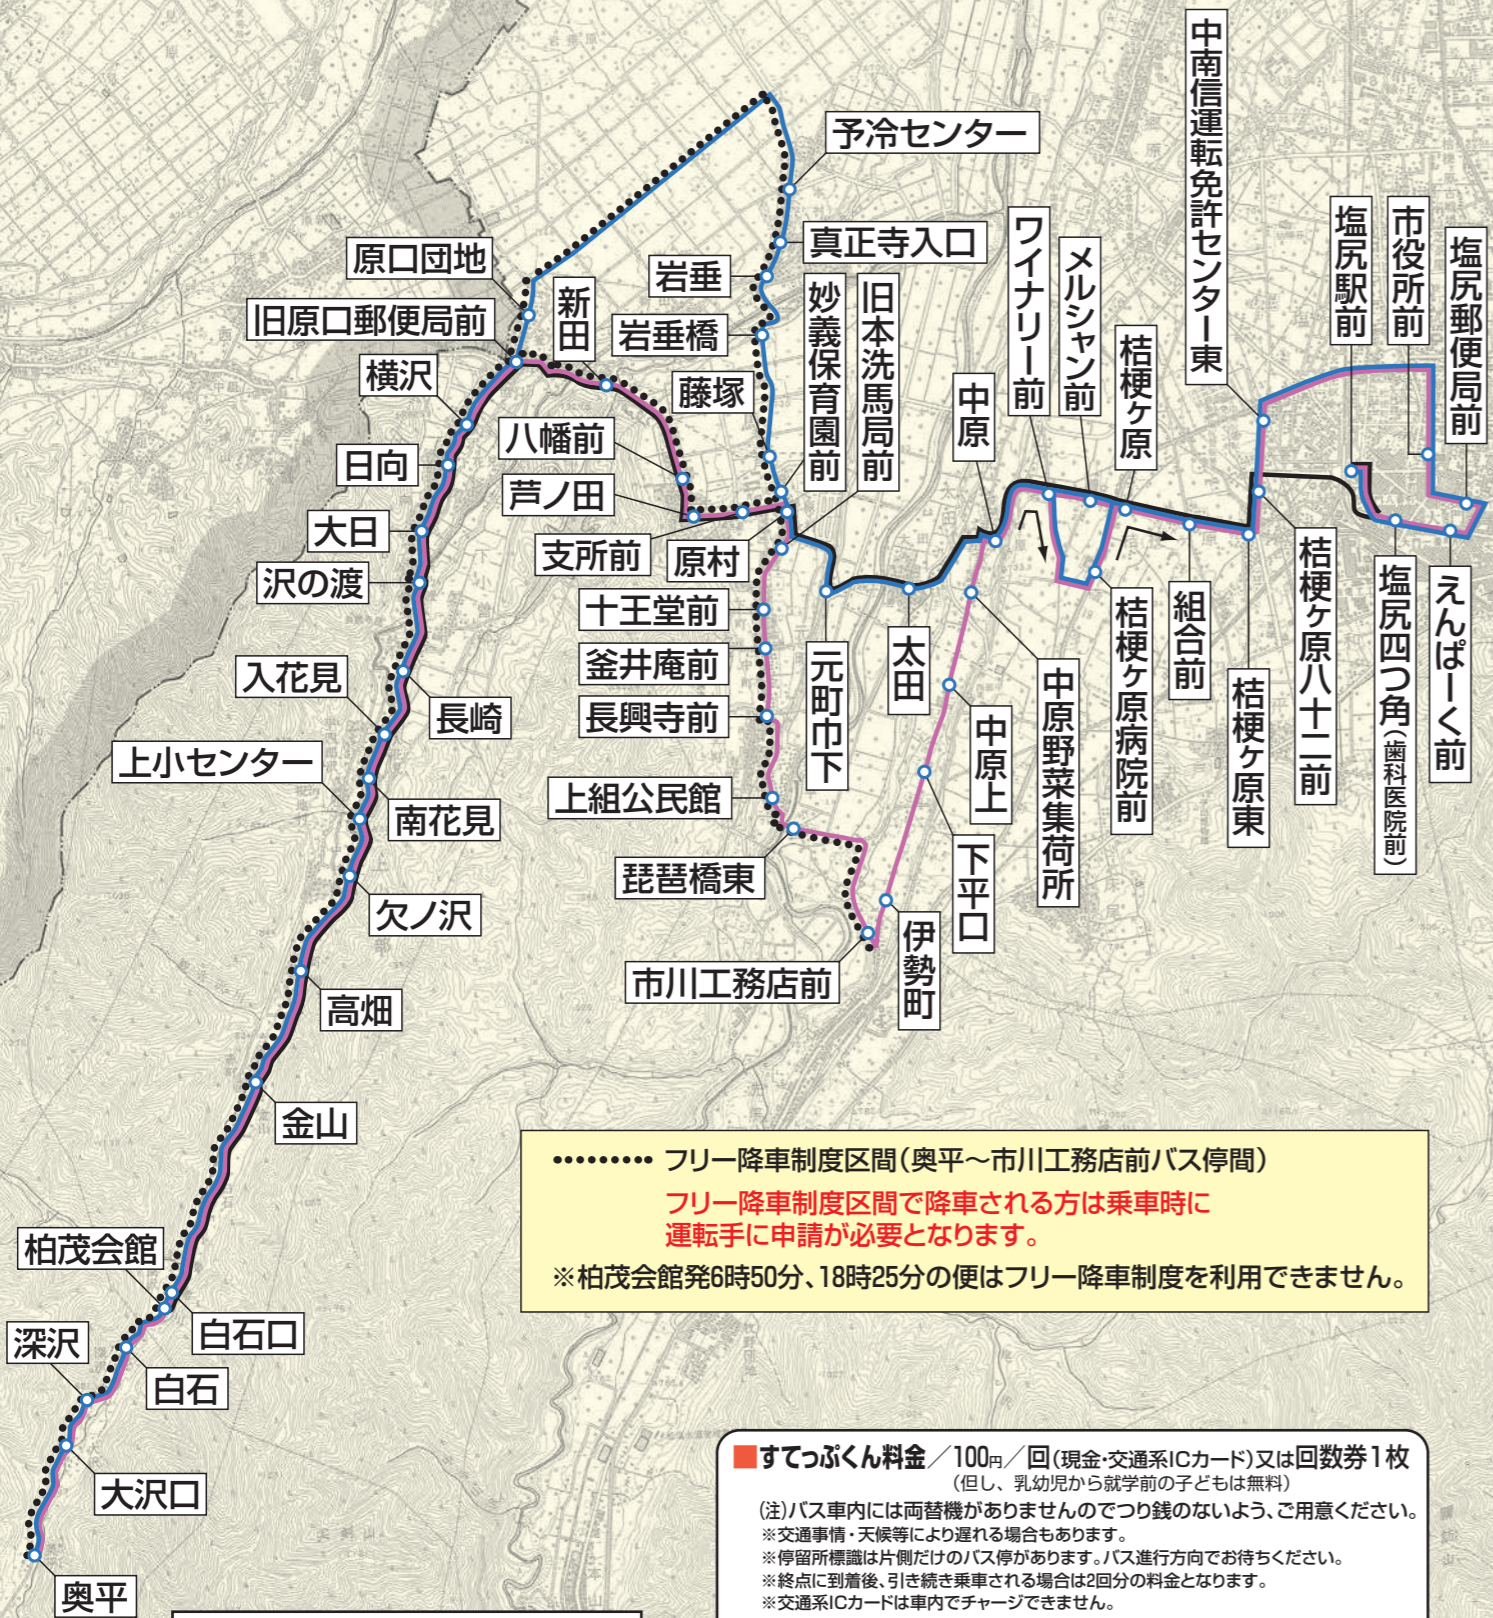 中南信運転免許センター東
予冷センター
真正寺入口
原口団地
岩垂
新田
妙義保育園前
旧本洗馬局前
ワイナリー前
メルシャン前
塩尻駅前
市役所前
塩尻郵便局前
旧原口郵便局前
岩垂橋
桔梗ヶ原
横沢
藤塚
中原
八幡前
日向
芦ノ田
大日
支所前
原村
沢の渡
十王堂前
釜井庵前
元町巾下
太田
中原野菜集荷所
桔梗ヶ原病院前
組合前
桔梗ヶ原東
桔梗ヶ原八十二前
塩尻四つ角(歯科医院前)
えんぱーく前
入花見
長崎
長興寺前
中原上
上小センター
南花見
上組公民館
下平口
琵琶橋東
欠ノ沢
伊勢町
市川工務店前
高畑
金山
フリー降車制度区間(奥平~市川工務店前バス停間)
フリー降車制度区間で降車される方は乗車時に
運転手に申請が必要となります。
※柏茂会館発6時50分、18時25分の便はフリー降車制度を利用できません。
柏茂会館
白石口
深沢
白石
大沢口
奥平
■すてっぷくん料金/100円/回(現金・交通系ICカード)又は回数券1枚
(但し、乳幼児から就学前の子どもは無料)
(注)バス車内には両替機がありませんのでつり銭のないよう、ご用意ください。
※交通事情・天候等により遅れる場合もあります。
※停留所標識は片側だけのバス停があります。バス進行方向でお待ちください。
※終点に到着後、引き続き乗車される場合は2回分の料金となります。
※交通系ICカードは車内でチャージできません。